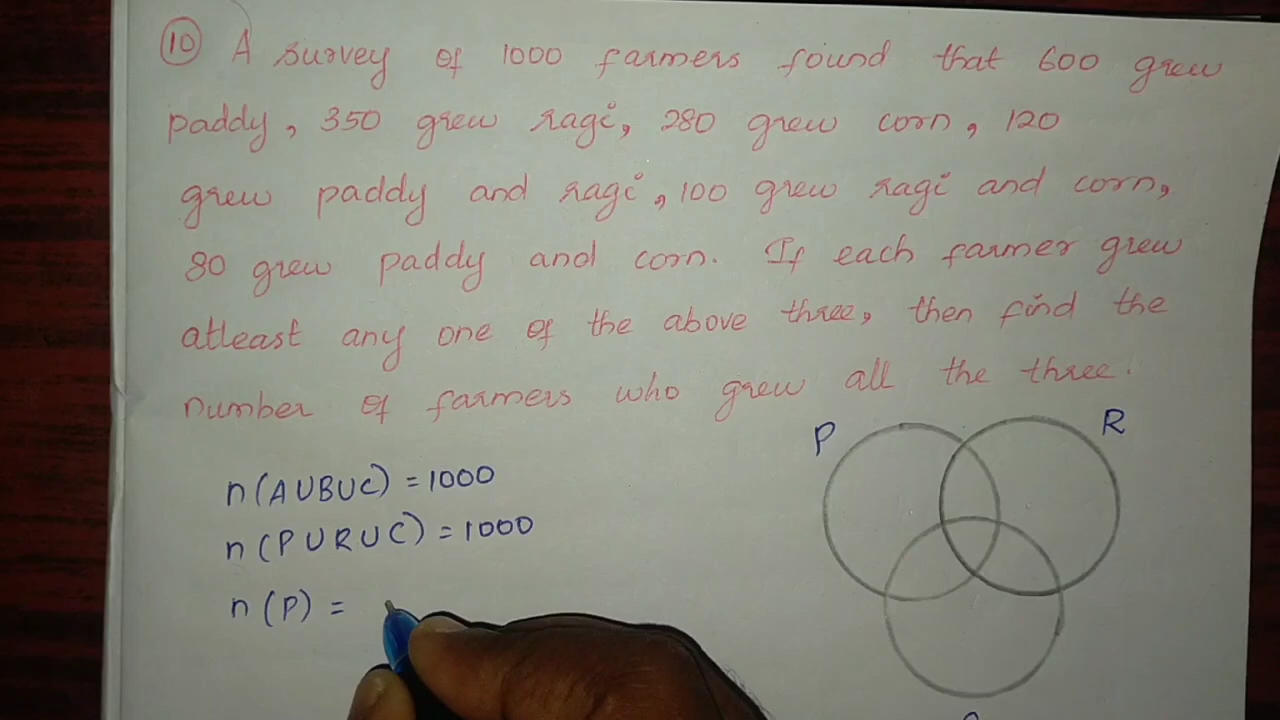 10 A survey of 1000 farmers found that 600 grew
paddy, 350 grew ragi, 280 grew corn, 120
grew paddy and ragi, 100 grew ragi and corn,
80 grew paddy and corn. If each farmer grew
atleast any one of the above three, then find the
number of farmers who grew all the three.
P
R
n(AUBUC) = 1000
n(PURUC) = 1000
n(P) =